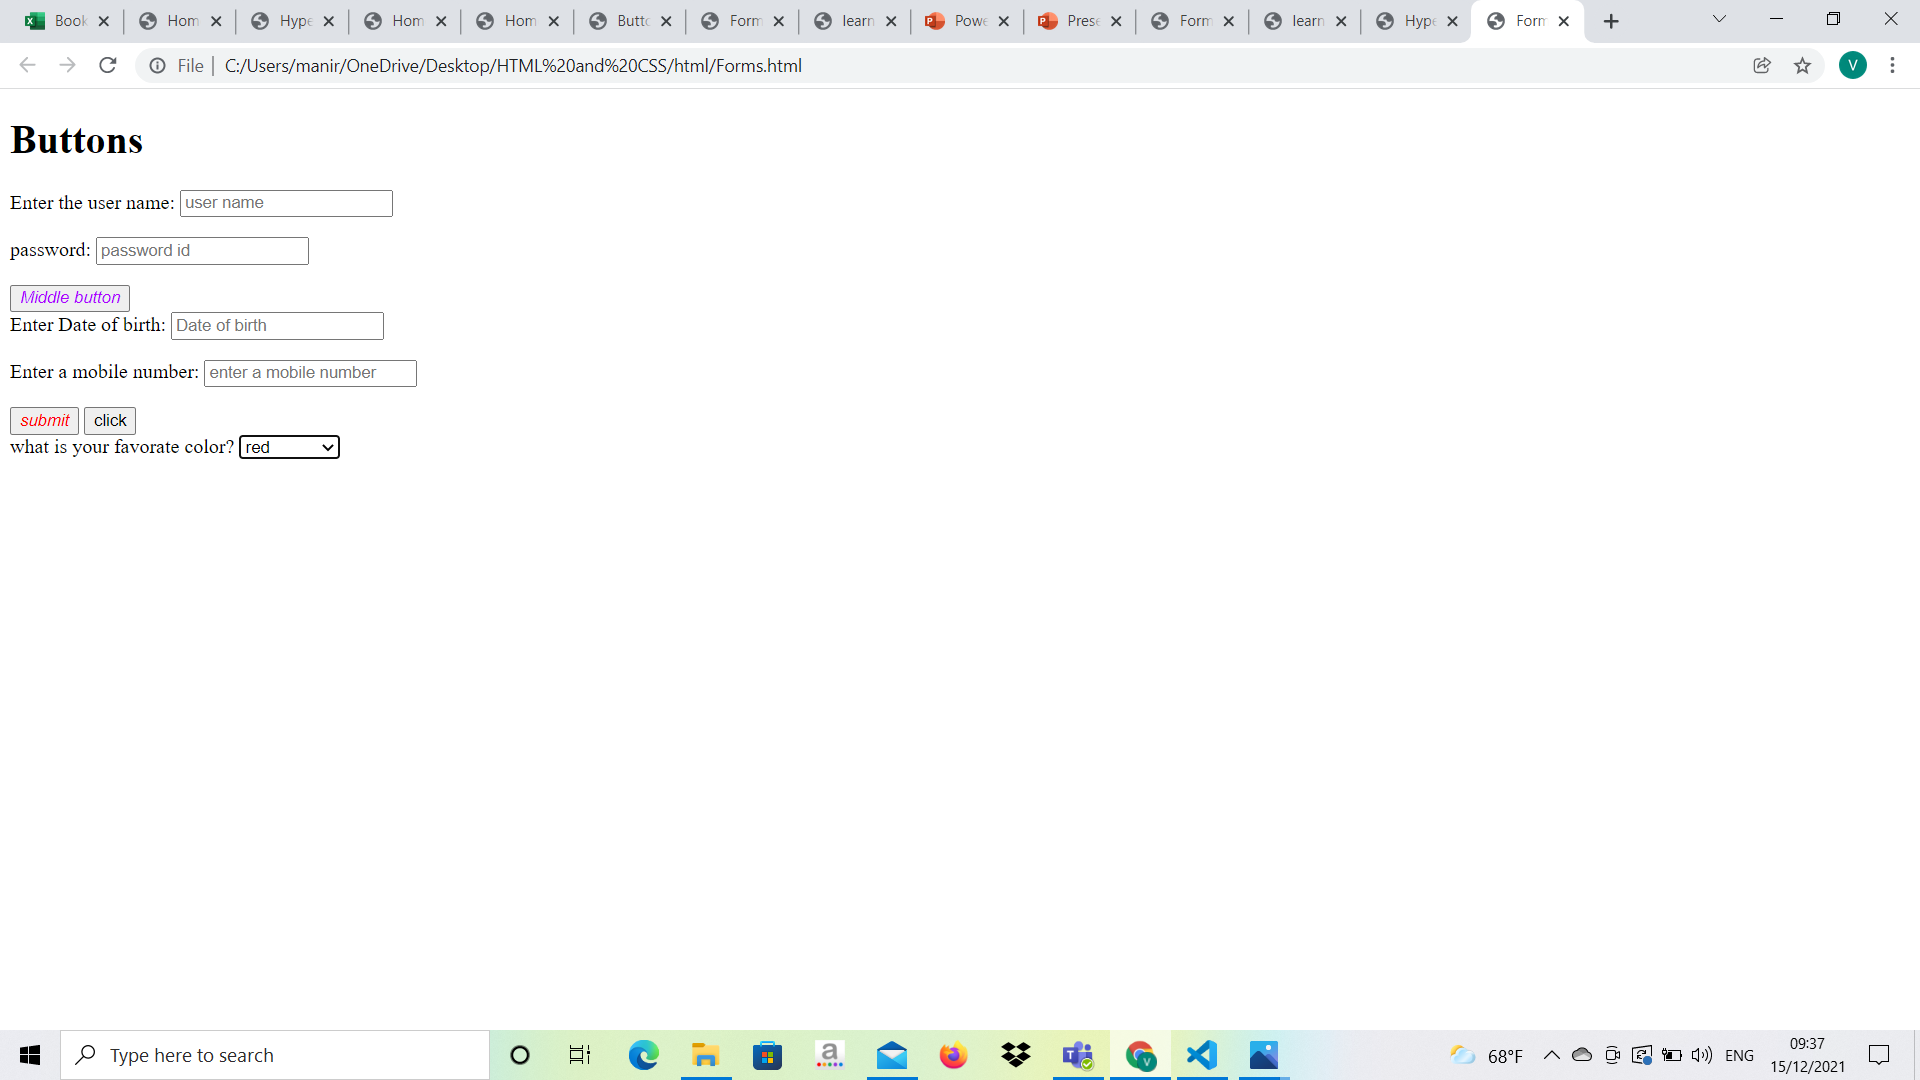 Book Hom Hype Hom Hom Butto Form learn Powe Prese Form learn Hype Form
File C:/Users/manir/OneDrive/Desktop/HTML%20and%20CSS/html/Forms.html V
Buttons
Enter the user name: user name
password: password id
Middle button
Enter Date of birth: Date of birth
Enter a mobile number: enter a mobile number
submit click
what is your favorate color? red
Type here to search 68°F ENG 09:37
15/12/2021